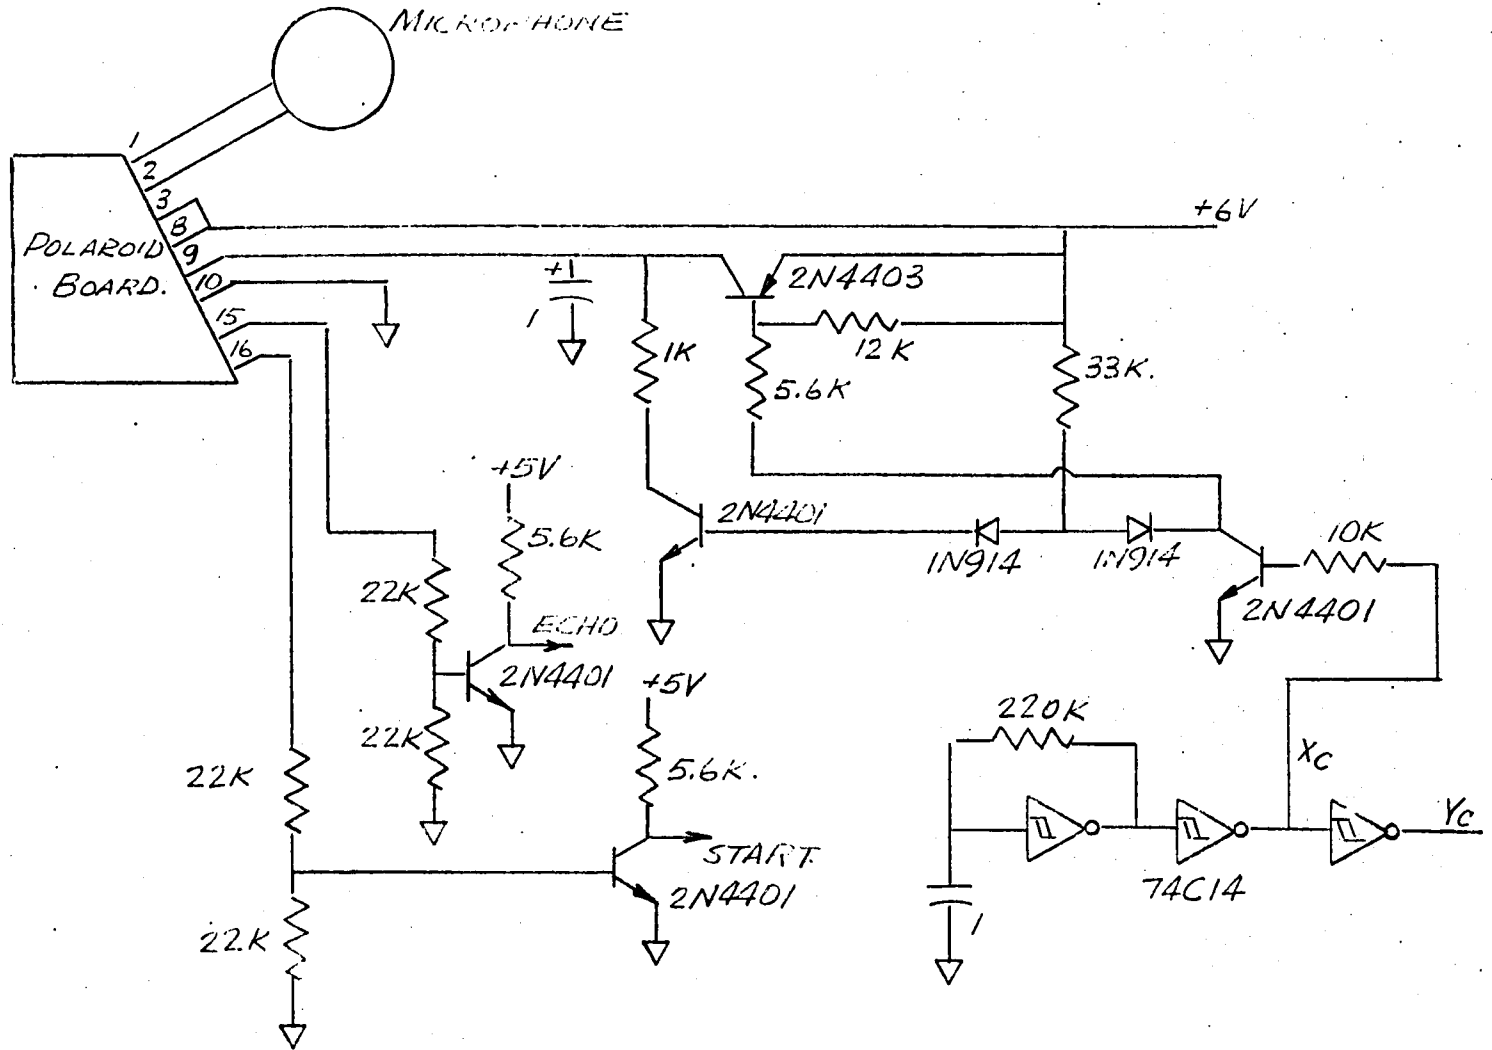 MICROPHONE
1
2
3
8
9
10
15
16
POLAROID
BOARD.
+6V
+1
1
2N4403
12K
1K
5.6K
33K.
+5V
5.6K
2N4401
1N914
1N914
10K
2N4401
22K
ECHO
2N4401
22K
+5V
5.6K.
START
2N4401
22K
22K
220K
XC
YC
74C14
1